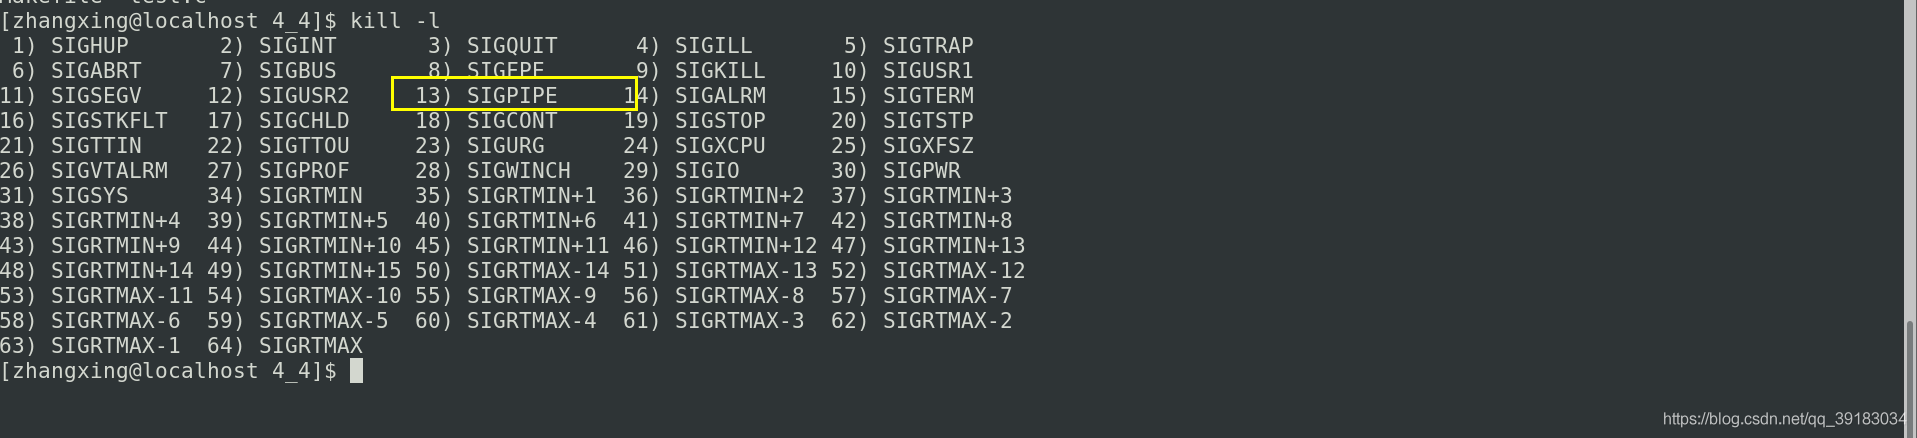 [zhangxing@localhost 4_4]$ kill -l
1) SIGHUP 2) SIGINT 3) SIGQUIT 4) SIGILL 5) SIGTRAP
6) SIGABRT 7) SIGBUS 8) SIGFPE 9) SIGKILL 10) SIGUSR1
11) SIGSEGV 12) SIGUSR2 13) SIGPIPE 14) SIGALRM 15) SIGTERM
16) SIGSTKFLT 17) SIGCHLD 18) SIGCONT 19) SIGSTOP 20) SIGTSTP
21) SIGTTIN 22) SIGTTOU 23) SIGURG 24) SIGXCPU 25) SIGXFSZ
26) SIGVTALRM 27) SIGPROF 28) SIGWINCH 29) SIGIO 30) SIGPWR
31) SIGSYS 34) SIGRTMIN 35) SIGRTMIN+1 36) SIGRTMIN+2 37) SIGRTMIN+3
38) SIGRTMIN+4 39) SIGRTMIN+5 40) SIGRTMIN+6 41) SIGRTMIN+7 42) SIGRTMIN+8
43) SIGRTMIN+9 44) SIGRTMIN+10 45) SIGRTMIN+11 46) SIGRTMIN+12 47) SIGRTMIN+13
48) SIGRTMIN+14 49) SIGRTMIN+15 50) SIGRTMAX-14 51) SIGRTMAX-13 52) SIGRTMAX-12
53) SIGRTMAX-11 54) SIGRTMAX-10 55) SIGRTMAX-9 56) SIGRTMAX-8 57) SIGRTMAX-7
58) SIGRTMAX-6 59) SIGRTMAX-5 60) SIGRTMAX-4 61) SIGRTMAX-3 62) SIGRTMAX-2
63) SIGRTMAX-1 64) SIGRTMAX
[zhangxing@localhost 4_4]$
https://blog.csdn.net/qq_39183034